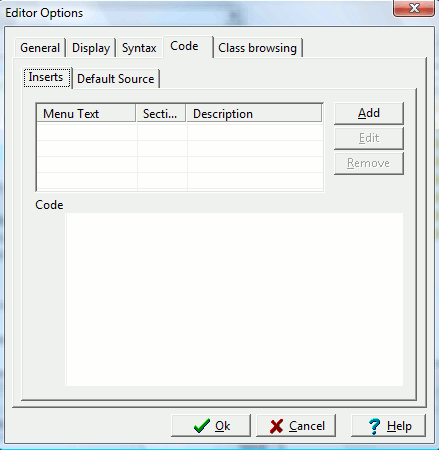 Editor Options
General Display Syntax Code Class browsing
Inserts Default Source
Menu Text Secti... Description
Add
Edit
Remove
Code
Ok Cancel Help